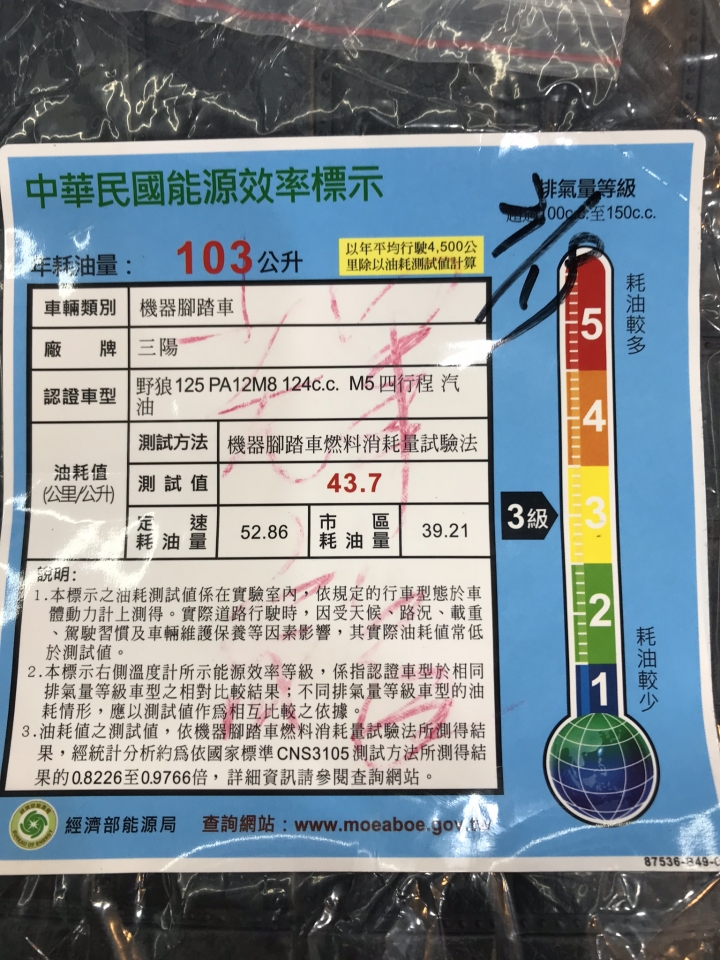 中華民國能源效率標示
排氣量等級
超過100c.c.至150c.c.
年耗油量： 103公升
以年平均行駛4,500公
里除以油耗測試值計算
車輛類別 機器腳踏車
廠 牌 三陽
認證車型 野狼125 PA12M8 124c.c. M5 四行程 汽
油
油耗值
(公里/公升)
測試方法 機器腳踏車燃料消耗量試驗法
測試值 43.7
定速
耗油量 52.86
市區
耗油量 39.21
耗油較多
5
4
3級
3
2
1
耗油較少
說明:
1.本標示之油耗測試值係在實驗室內，依規定的行車型態於車
體動力計上測得。實際道路行駛時，因受天候、路況、載重
、駕駛習慣及車輛維護保養等因素影響，其實際油耗值常低
於測試值。
2.本標示右側溫度計所示能源效率等級，係指認證車型於相同
排氣量等級車型之相對比較結果；不同排氣量等級車型的油
耗情形，應以測試值作為相互比較之依據。
3.油耗值之測試值，依機器腳踏車燃料消耗量試驗法所測得結
果，經統計分析約為依國家標準CNS3105測試方法所測得結
果的0.8226至0.9766倍，詳細資訊請參閱查詢網站。
經濟部能源局 查詢網站：www.moeaboe.gov.tw
87536-B49-